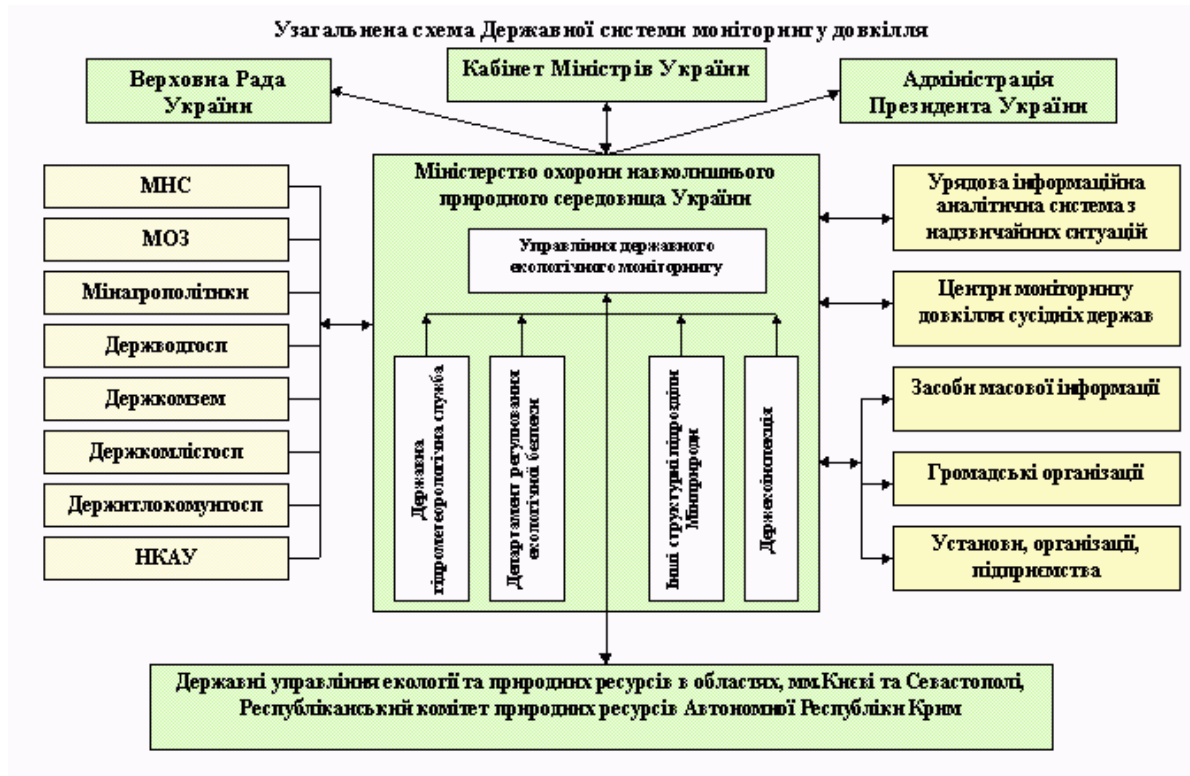 Узагальнена схема Державної системи моніторингу довкілля
Верховна Рада
України
Кабінет Міністрів України
Адміністрація
Президента України
МНС
МОЗ
Мінагрополітики
Держводгосп
Держкомзем
Держкомлісгосп
Держитлокомунгосп
НКАУ
Міністерство охорони навколишнього
природного середовища України
Управління державного
екологічного моніторингу
Державна
гідрометеорологічна служба
Департамент регулювання
екологічної безпеки
Інші структурні підрозділи
Мінприроди
Держекоінспекція
Урядова інформаційна
аналітична система з
надзвичайних ситуацій
Центри моніторингу
довкілля сусідніх держав
Засоби масової інформації
Громадські організації
Установи, організації,
підприємства
Державні управління екології та природних ресурсів в областях, мм.Києві та Севастополі,
Республіканський комітет природних ресурсів Автономної Республіки Крим